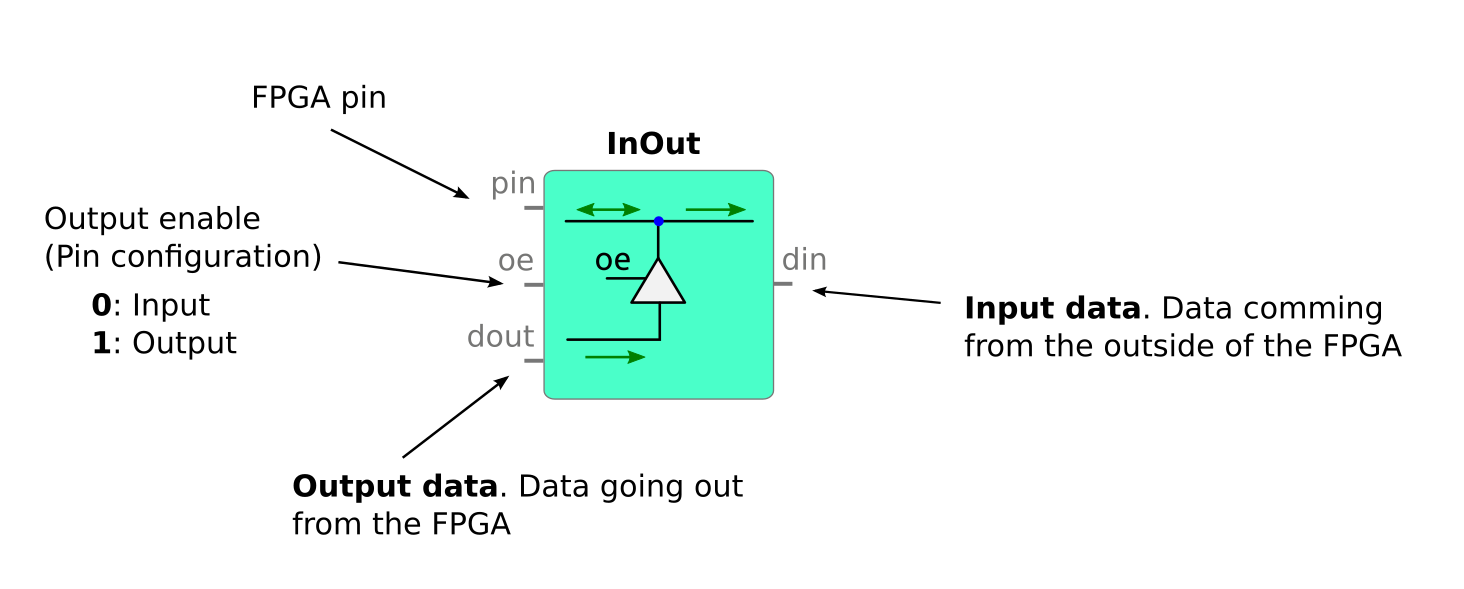 FPGA pin
InOut
pin
Output enable
(Pin configuration)
0: Input
1: Output
oe
oe
din
dout
Input data. Data comming
from the outside of the FPGA
Output data. Data going out
from the FPGA